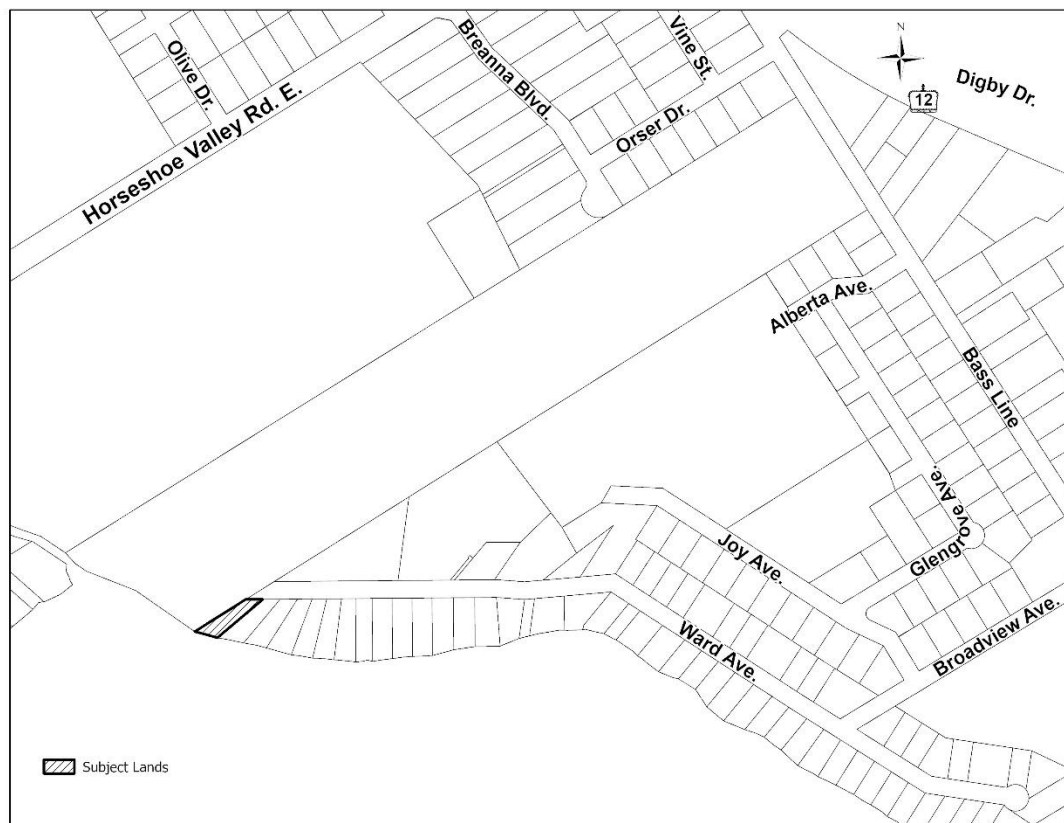 Olive Dr.
Breanna Blvd.
Vine St.
N
Digby Dr.
12
Horseshoe Valley Rd. E.
Orser Dr.
Alberta Ave.
Bass Line
Glengrove Ave.
Joy Ave.
Ward Ave.
Broadview Ave.
Subject Lands